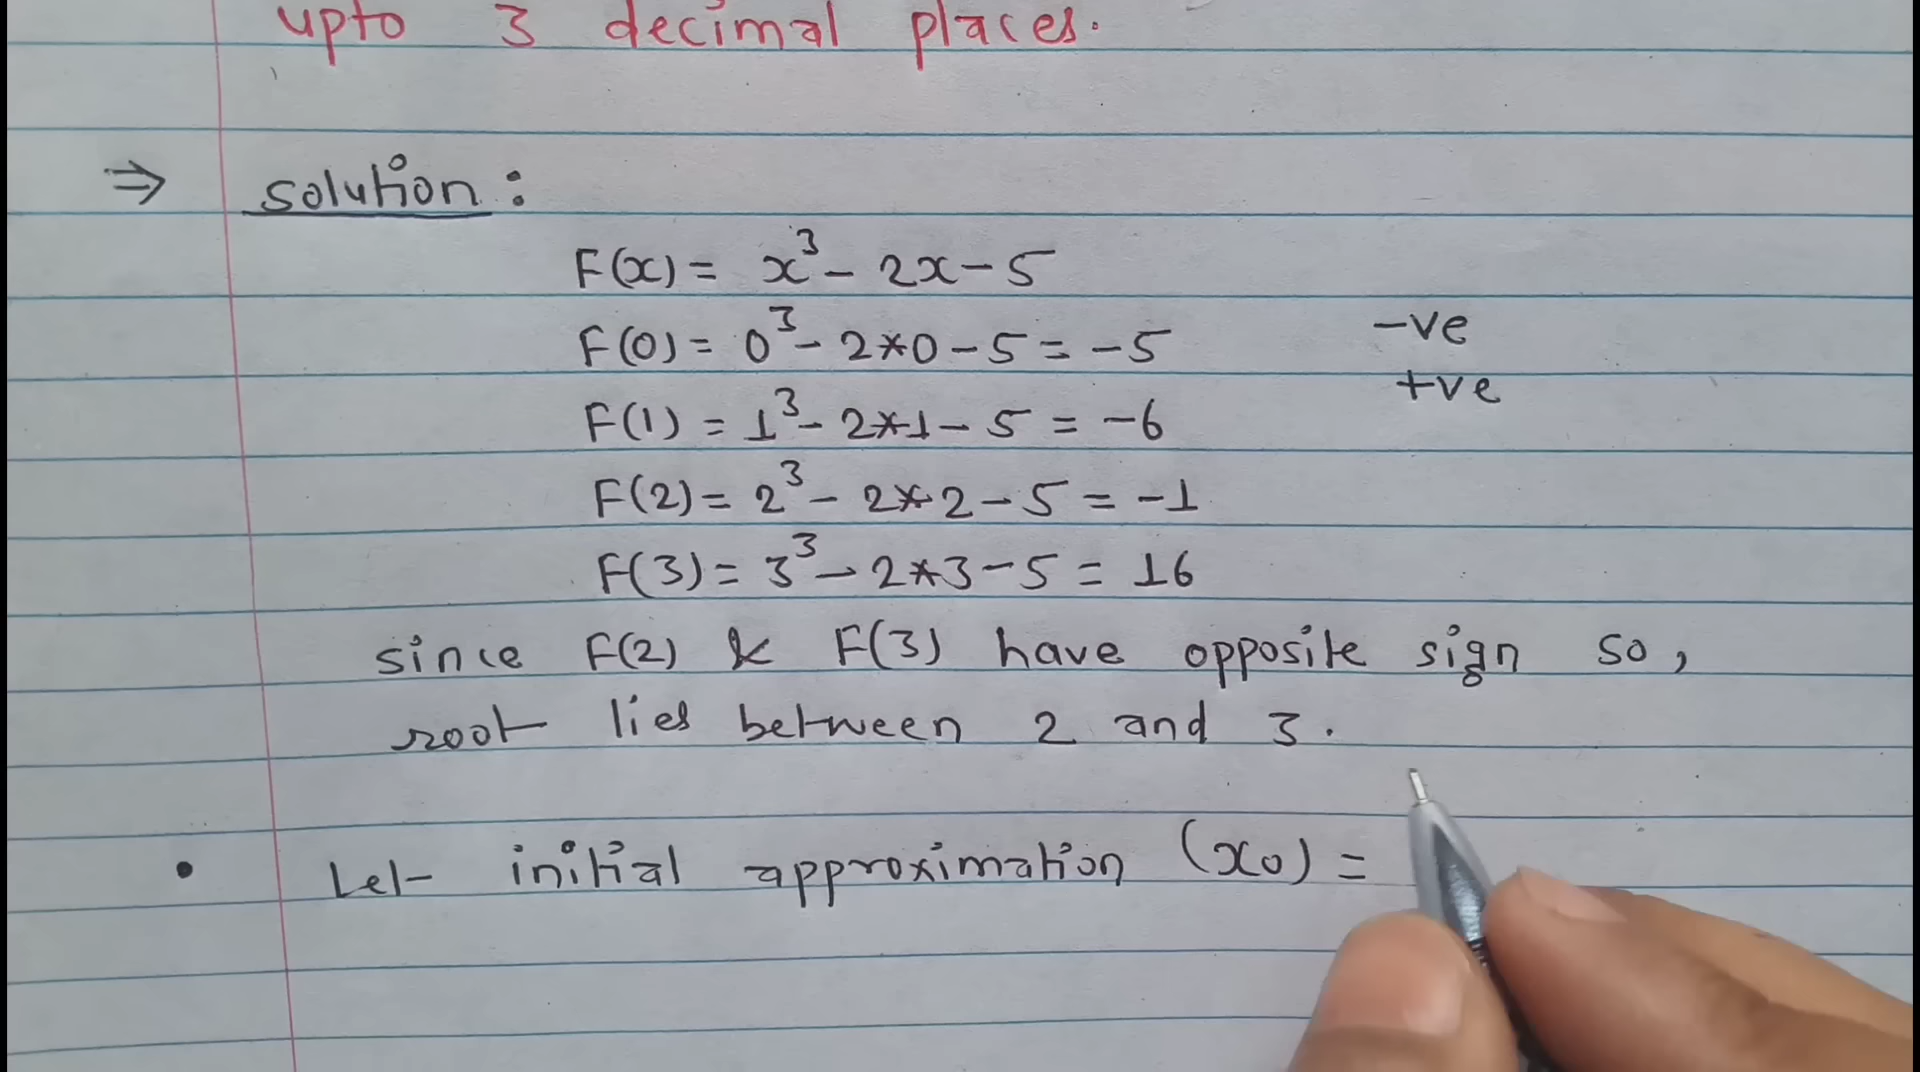 upto 3 decimal places.
⇒ solution :
F(x) = x³ - 2x - 5
F(0) = 0³ - 2*0 - 5 = -5
-ve
+ve
F(1) = 1³ - 2*1 - 5 = -6
F(2) = 2³ - 2*2 - 5 = -1
F(3) = 3³ - 2*3 - 5 = 16
since F(2) & F(3) have opposite sign so,
root lies between 2 and 3.
• Let initial approximation (x0) =